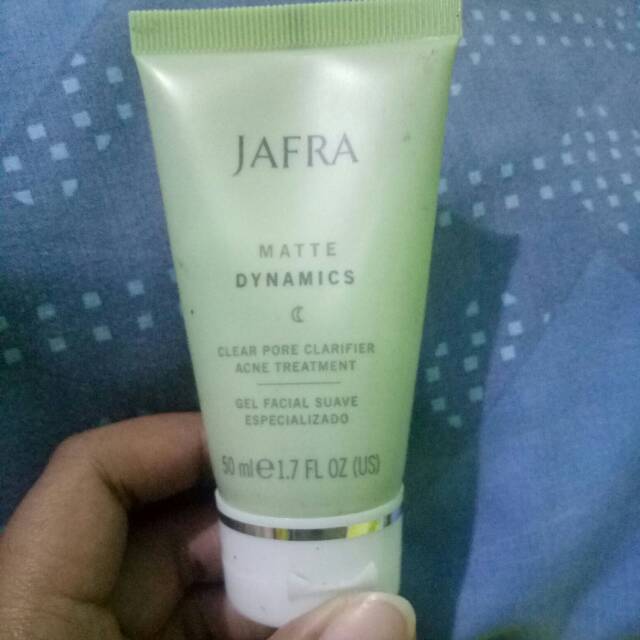 JAFRA
MATTE
DYNAMICS
CLEAR PORE CLARIFIER
ACNE TREATMENT
GEL FACIAL SUAVE
ESPECIALIZADO
50 ml ℮ 1.7 FL OZ (US)